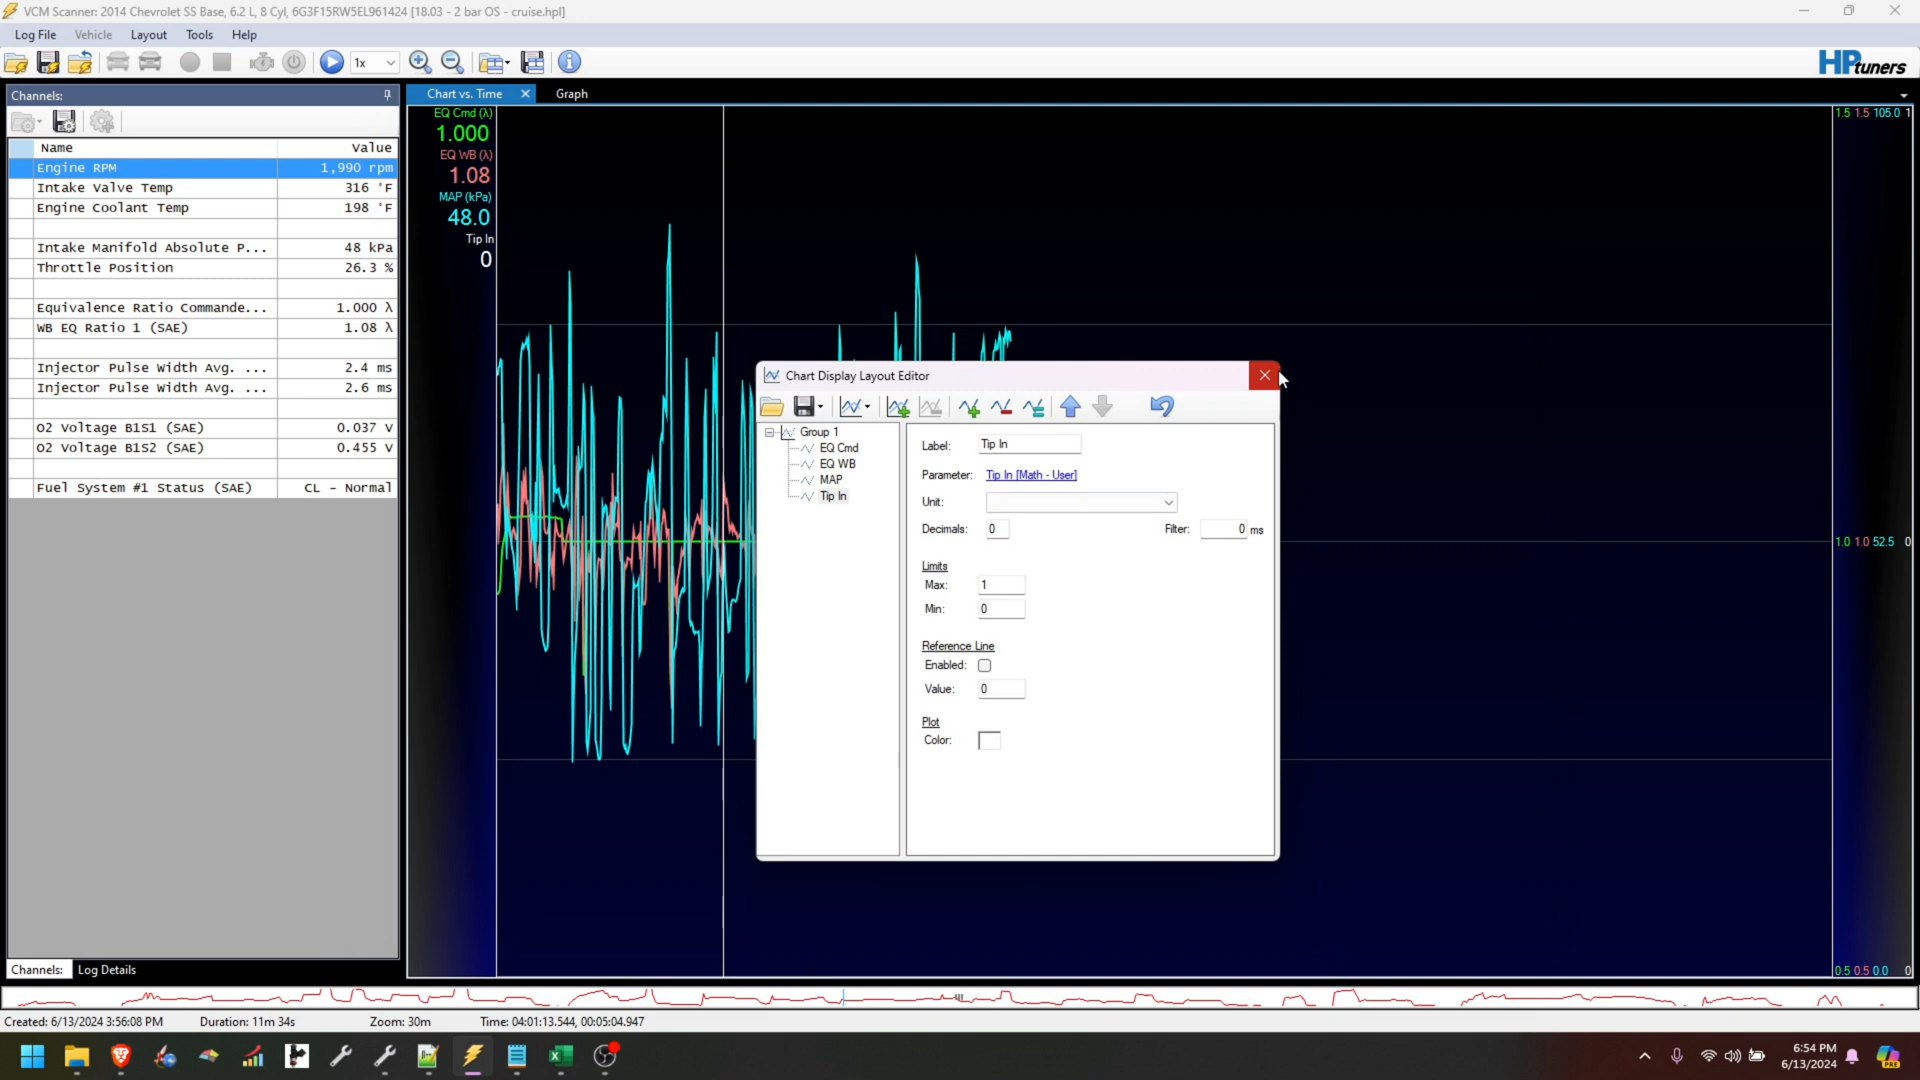 VCM Scanner: 2014 Chevrolet SS Base, 6.2 L, 8 Cyl, 6G3F15RW5EL961424 [18.03 - 2 bar OS - cruise.hpl]
Log File Vehicle Layout Tools Help
1x
HPtuners
Channels:
Chart vs. Time Graph
Name Value
Engine RPM 1,990 rpm
Intake Valve Temp 316 °F
Engine Coolant Temp 198 °F
Intake Manifold Absolute P... 48 kPa
Throttle Position 26.3 %
Equivalence Ratio Commande... 1.000 λ
WB EQ Ratio 1 (SAE) 1.08 λ
Injector Pulse Width Avg. ... 2.4 ms
Injector Pulse Width Avg. ... 2.6 ms
O2 Voltage B1S1 (SAE) 0.037 V
O2 Voltage B1S2 (SAE) 0.455 V
Fuel System #1 Status (SAE) CL - Normal
EQ Cmd (λ)
1.000
EQ WB (λ)
1.08
MAP (kPa)
48.0
Tip In
0
1.5 1.5 105.0 1
1.0 1.0 52.5 0
0.5 0.5 0.0 0
Chart Display Layout Editor
Group 1
EQ Cmd
EQ WB
MAP
Tip In
Label: Tip In
Parameter: Tip In [Math - User]
Unit:
Decimals: 0 Filter: 0 ms
Limits
Max: 1
Min: 0
Reference Line
Enabled:
Value: 0
Plot
Color:
Channels: Log Details
Created: 6/13/2024 3:56:08 PM Duration: 11m 34s Zoom: 30m Time: 04:01:13.544, 00:05:04.947
6:54 PM
6/13/2024
PRE